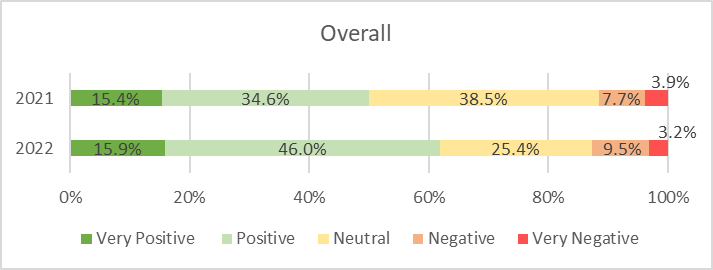 Overall
2021 15.4% 34.6% 38.5% 7.7% 3.9%
2022 15.9% 46.0% 25.4% 9.5% 3.2%
0% 20% 40% 60% 80% 100%
Very Positive Positive Neutral Negative Very Negative